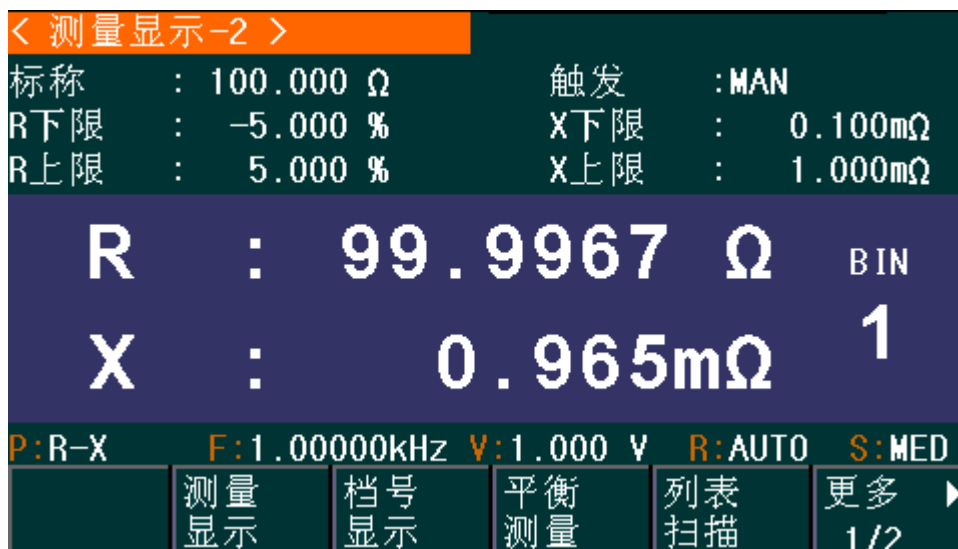 < 测量显示-2 >
标称 : 100.000 Ω 触发 :MAN
R下限 : -5.000 % X下限 : 0.100mΩ
R上限 : 5.000 % X上限 : 1.000mΩ
R : 99.9967 Ω BIN
X : 0.965mΩ 1
P:R-X F:1.00000kHz V:1.000 V R:AUTO S:MED
测量 档号 平衡 列表 更多
显示 显示 测量 扫描 1/2